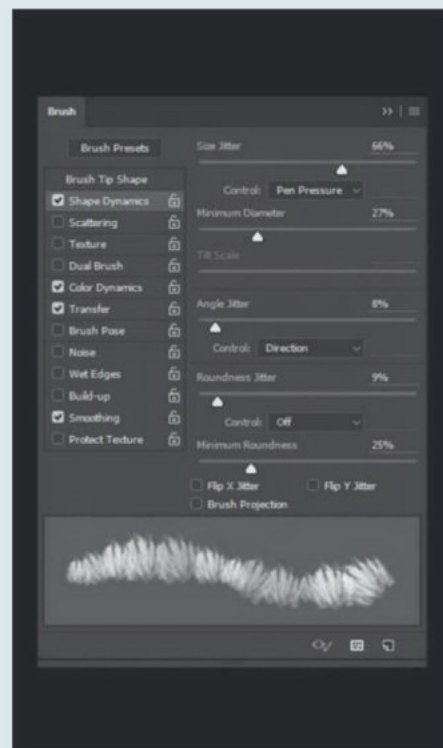 Brush
Brush Presets
Brush Tip Shape
Shape Dynamics
Scattering
Texture
Dual Brush
Color Dynamics
Transfer
Brush Pose
Noise
Wet Edges
Build-up
Smoothing
Protect Texture
Size Jitter 66%
Control: Pen Pressure
Minimum Diameter 27%
Tilt Scale
Angle Jitter 8%
Control: Direction
Roundness Jitter 9%
Control: Off
Minimum Roundness 25%
Flip X Jitter Flip Y Jitter
Brush Projection